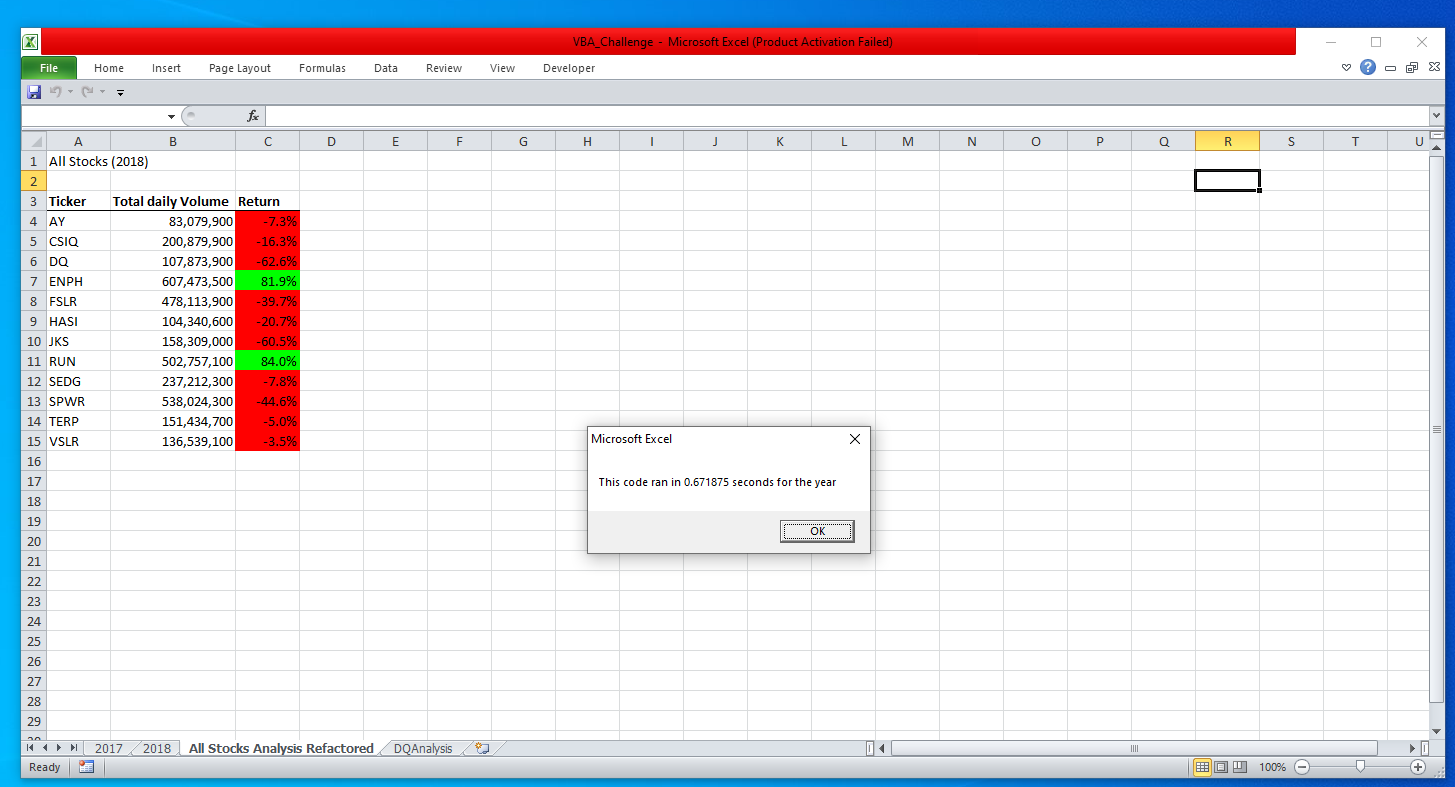 VBA_Challenge - Microsoft Excel (Product Activation Failed)
File Home Insert Page Layout Formulas Data Review View Developer
fx
A B C D E F G H I J K L M N O P Q R S T U
1 All Stocks (2018)
2
3 Ticker Total daily Volume Return
4 AY 83,079,900 -7.3%
5 CSIQ 200,879,900 -16.3%
6 DQ 107,873,900 -62.6%
7 ENPH 607,473,500 81.9%
8 FSLR 478,113,900 -39.7%
9 HASI 104,340,600 -20.7%
10 JKS 158,309,000 -60.5%
11 RUN 502,757,100 84.0%
12 SEDG 237,212,300 -7.8%
13 SPWR 538,024,300 -44.6%
14 TERP 151,434,700 -5.0%
15 VSLR 136,539,100 -3.5%
16
17
18
19
20
21
22
23
24
25
26
27
28
29
Microsoft Excel
This code ran in 0.671875 seconds for the year
OK
2017 2018 All Stocks Analysis Refactored DQAnalysis
Ready 100%